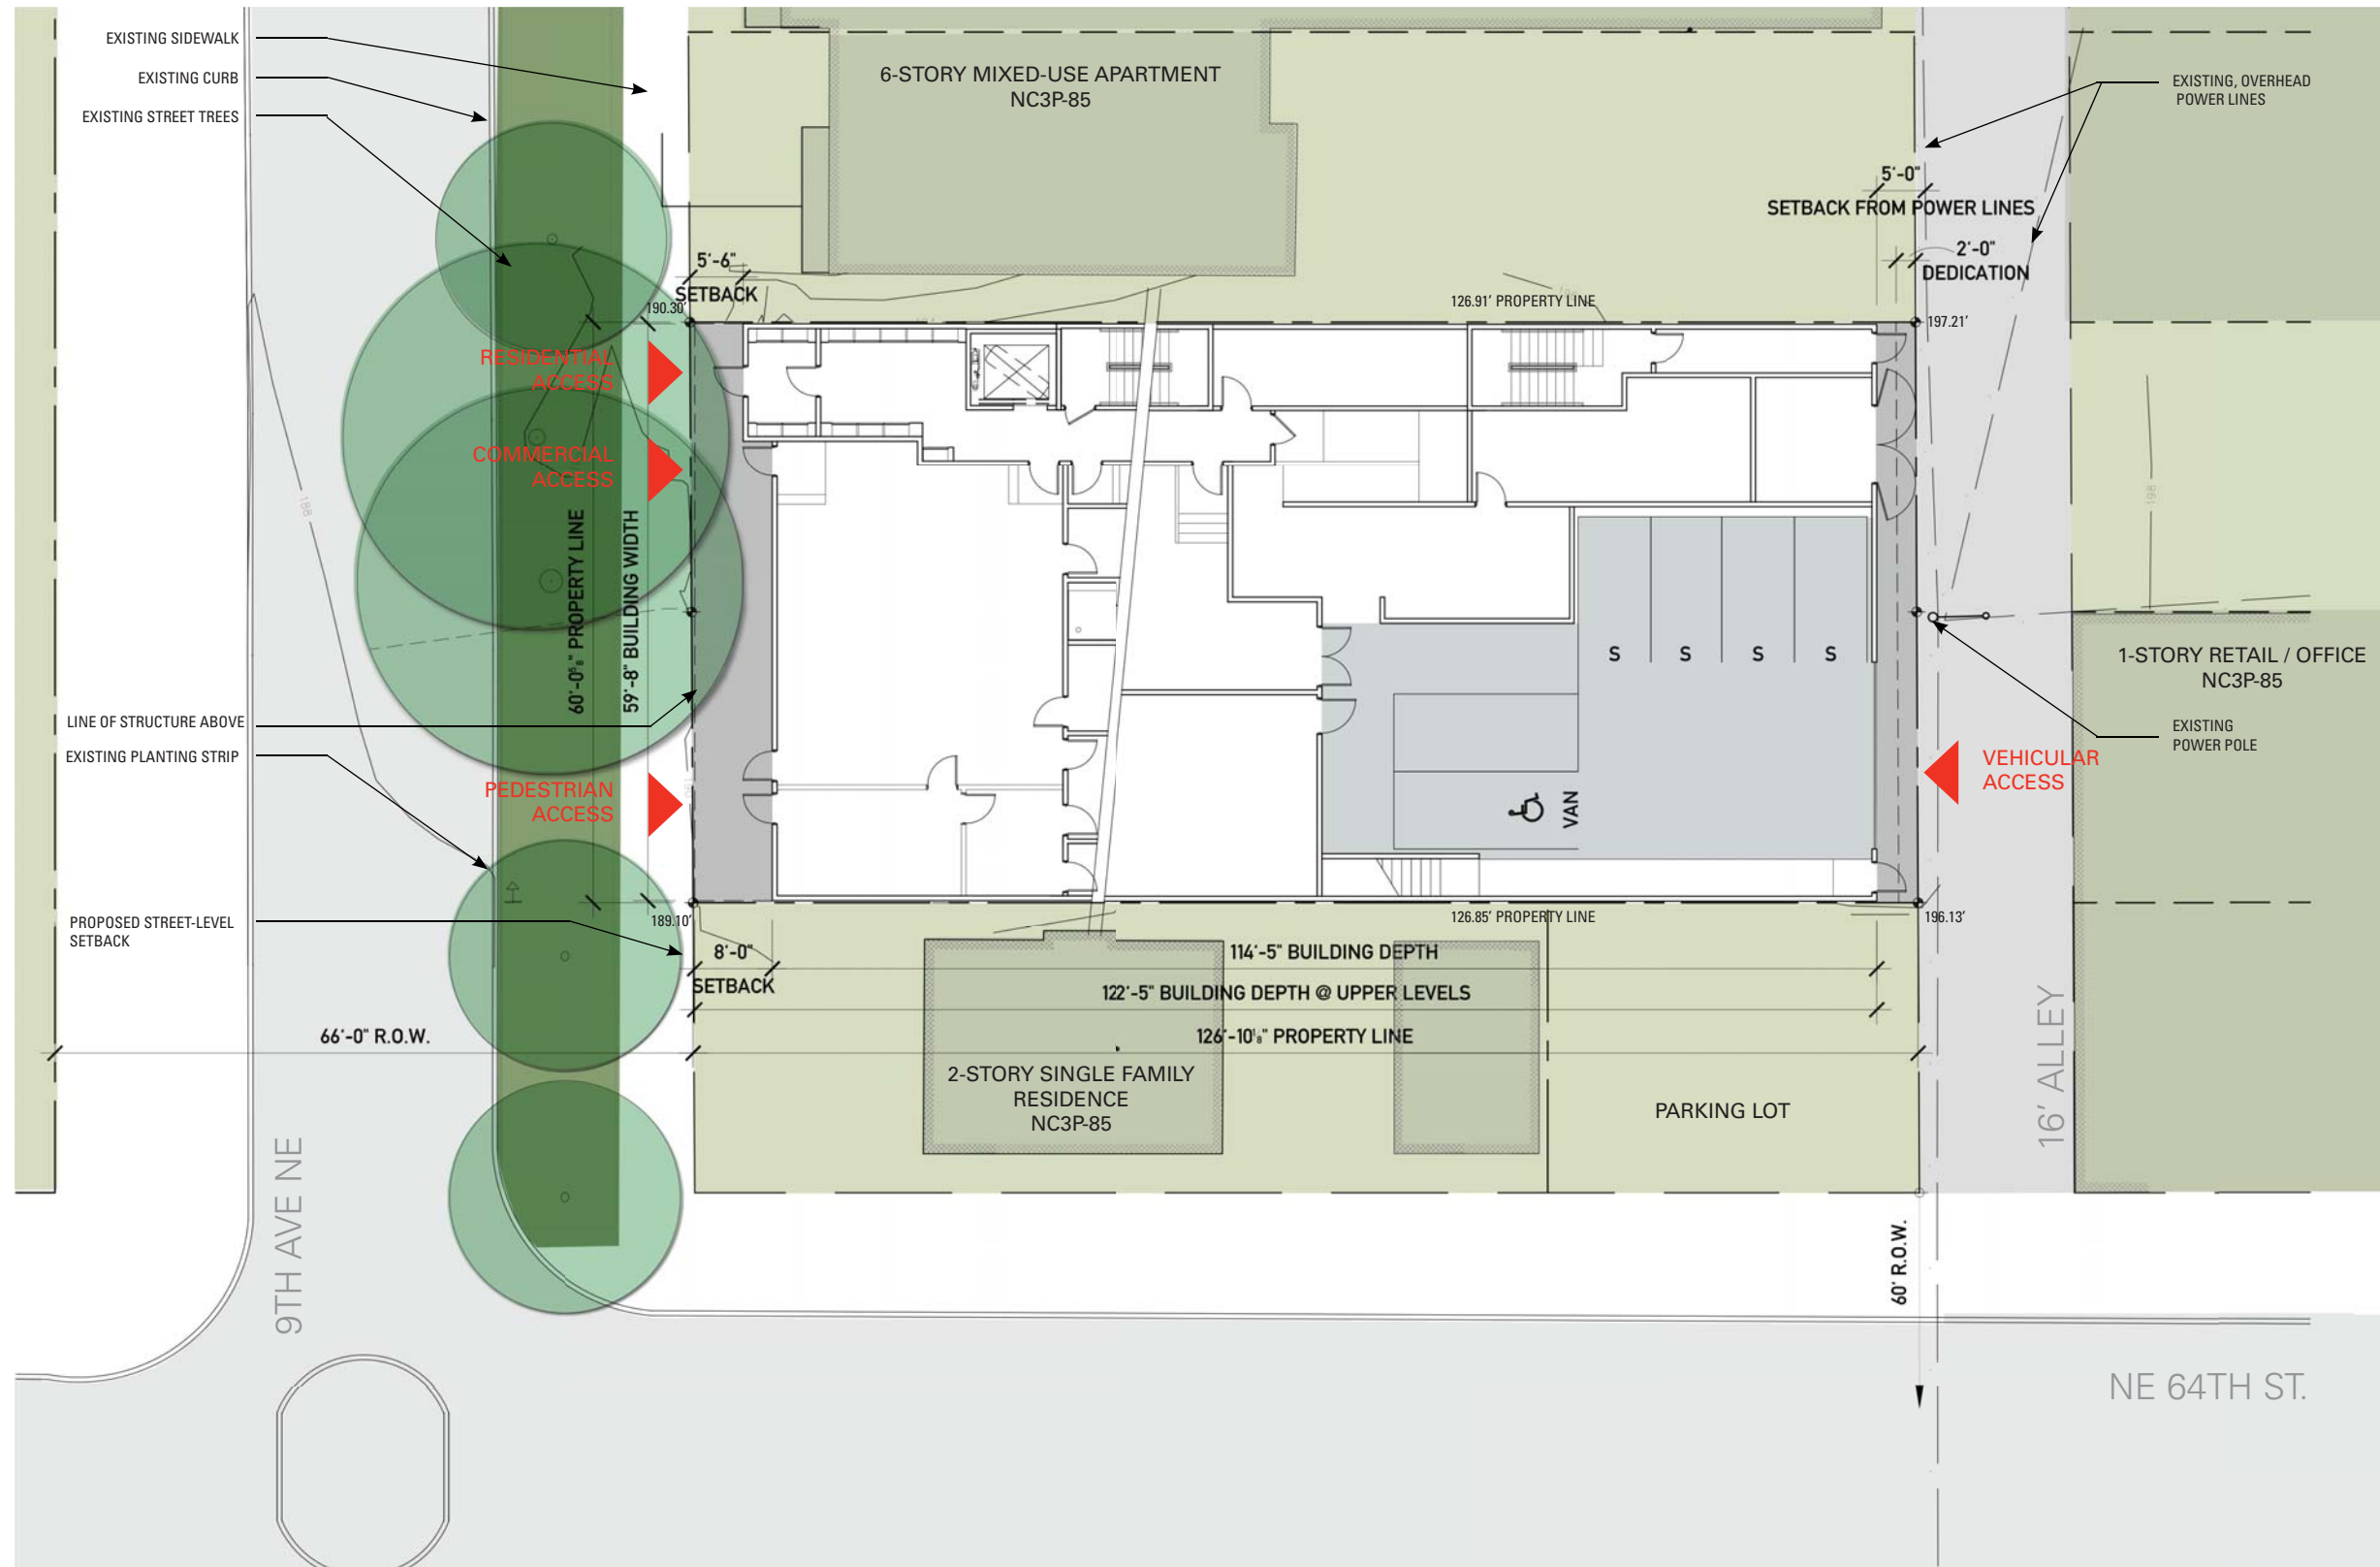 EXISTING SIDEWALK
EXISTING CURB
EXISTING STREET TREES
6-STORY MIXED-USE APARTMENT
NC3P-85
EXISTING, OVERHEAD
POWER LINES
5'-0"
SETBACK FROM POWER LINES
2'-0"
DEDICATION
5'-6"
SETBACK
190.30'
126.91' PROPERTY LINE
197.21'
RESIDENTIAL
ACCESS
COMMERCIAL
ACCESS
188
198
60'-0⅝" PROPERTY LINE
59'-8" BUILDING WIDTH
S S S S
1-STORY RETAIL / OFFICE
NC3P-85
LINE OF STRUCTURE ABOVE
EXISTING PLANTING STRIP
EXISTING
POWER POLE
VEHICULAR
ACCESS
PEDESTRIAN
ACCESS
VAN
PROPOSED STREET-LEVEL
SETBACK
189.10'
126.85' PROPERTY LINE
196.13'
8'-0"
SETBACK
114'-5" BUILDING DEPTH
122'-5" BUILDING DEPTH @ UPPER LEVELS
66'-0" R.O.W.
126'-10⅛" PROPERTY LINE
2-STORY SINGLE FAMILY
RESIDENCE
NC3P-85
PARKING LOT
16' ALLEY
9TH AVE NE
60' R.O.W.
NE 64TH ST.